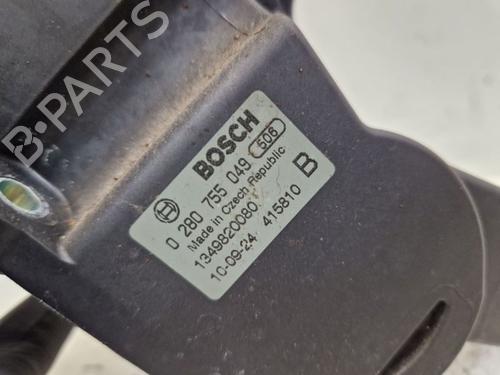 B-PARTS
BOSCH
0 280 755 049 506
Made in Czech Republic
1349820080
10-09-24 415810 B